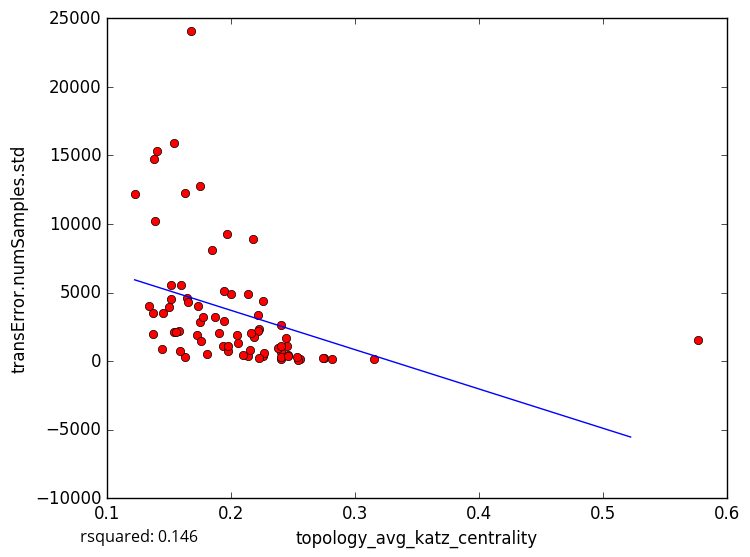 25000
20000
15000
10000
5000
0
−5000
−10000
transError.numSamples.std
0.1 0.2 0.3 0.4 0.5 0.6
rsquared: 0.146
topology_avg_katz_centrality